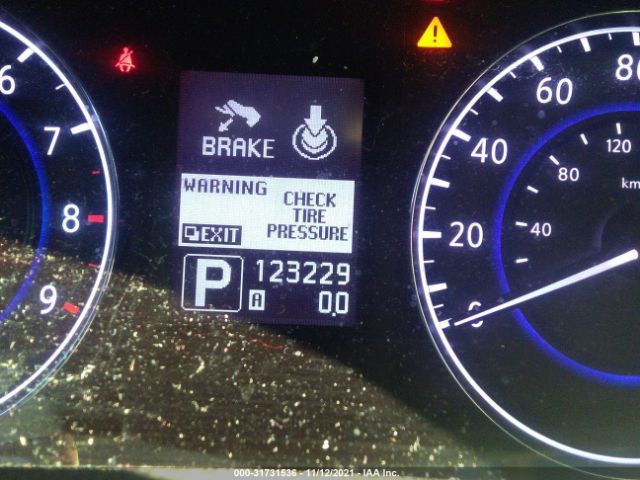 BRAKE
WARNING
CHECK
TIRE
PRESSURE
EXIT
P
123229
A 0.0
6
7
8
9
80
60
40
20
0
120
80
40
km
000-31731536 - 11/12/2021 - IAA Inc.